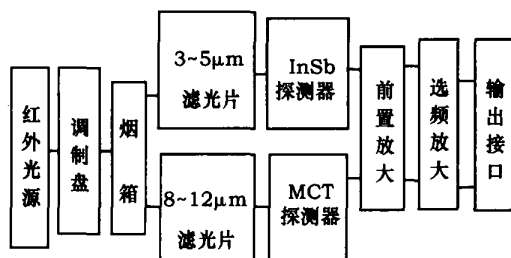 红外光源
调制盘
烟箱
3~5μm
滤光片
InSb
探测器
8~12μm
滤光片
MCT
探测器
前置放大
选频放大
输出接口